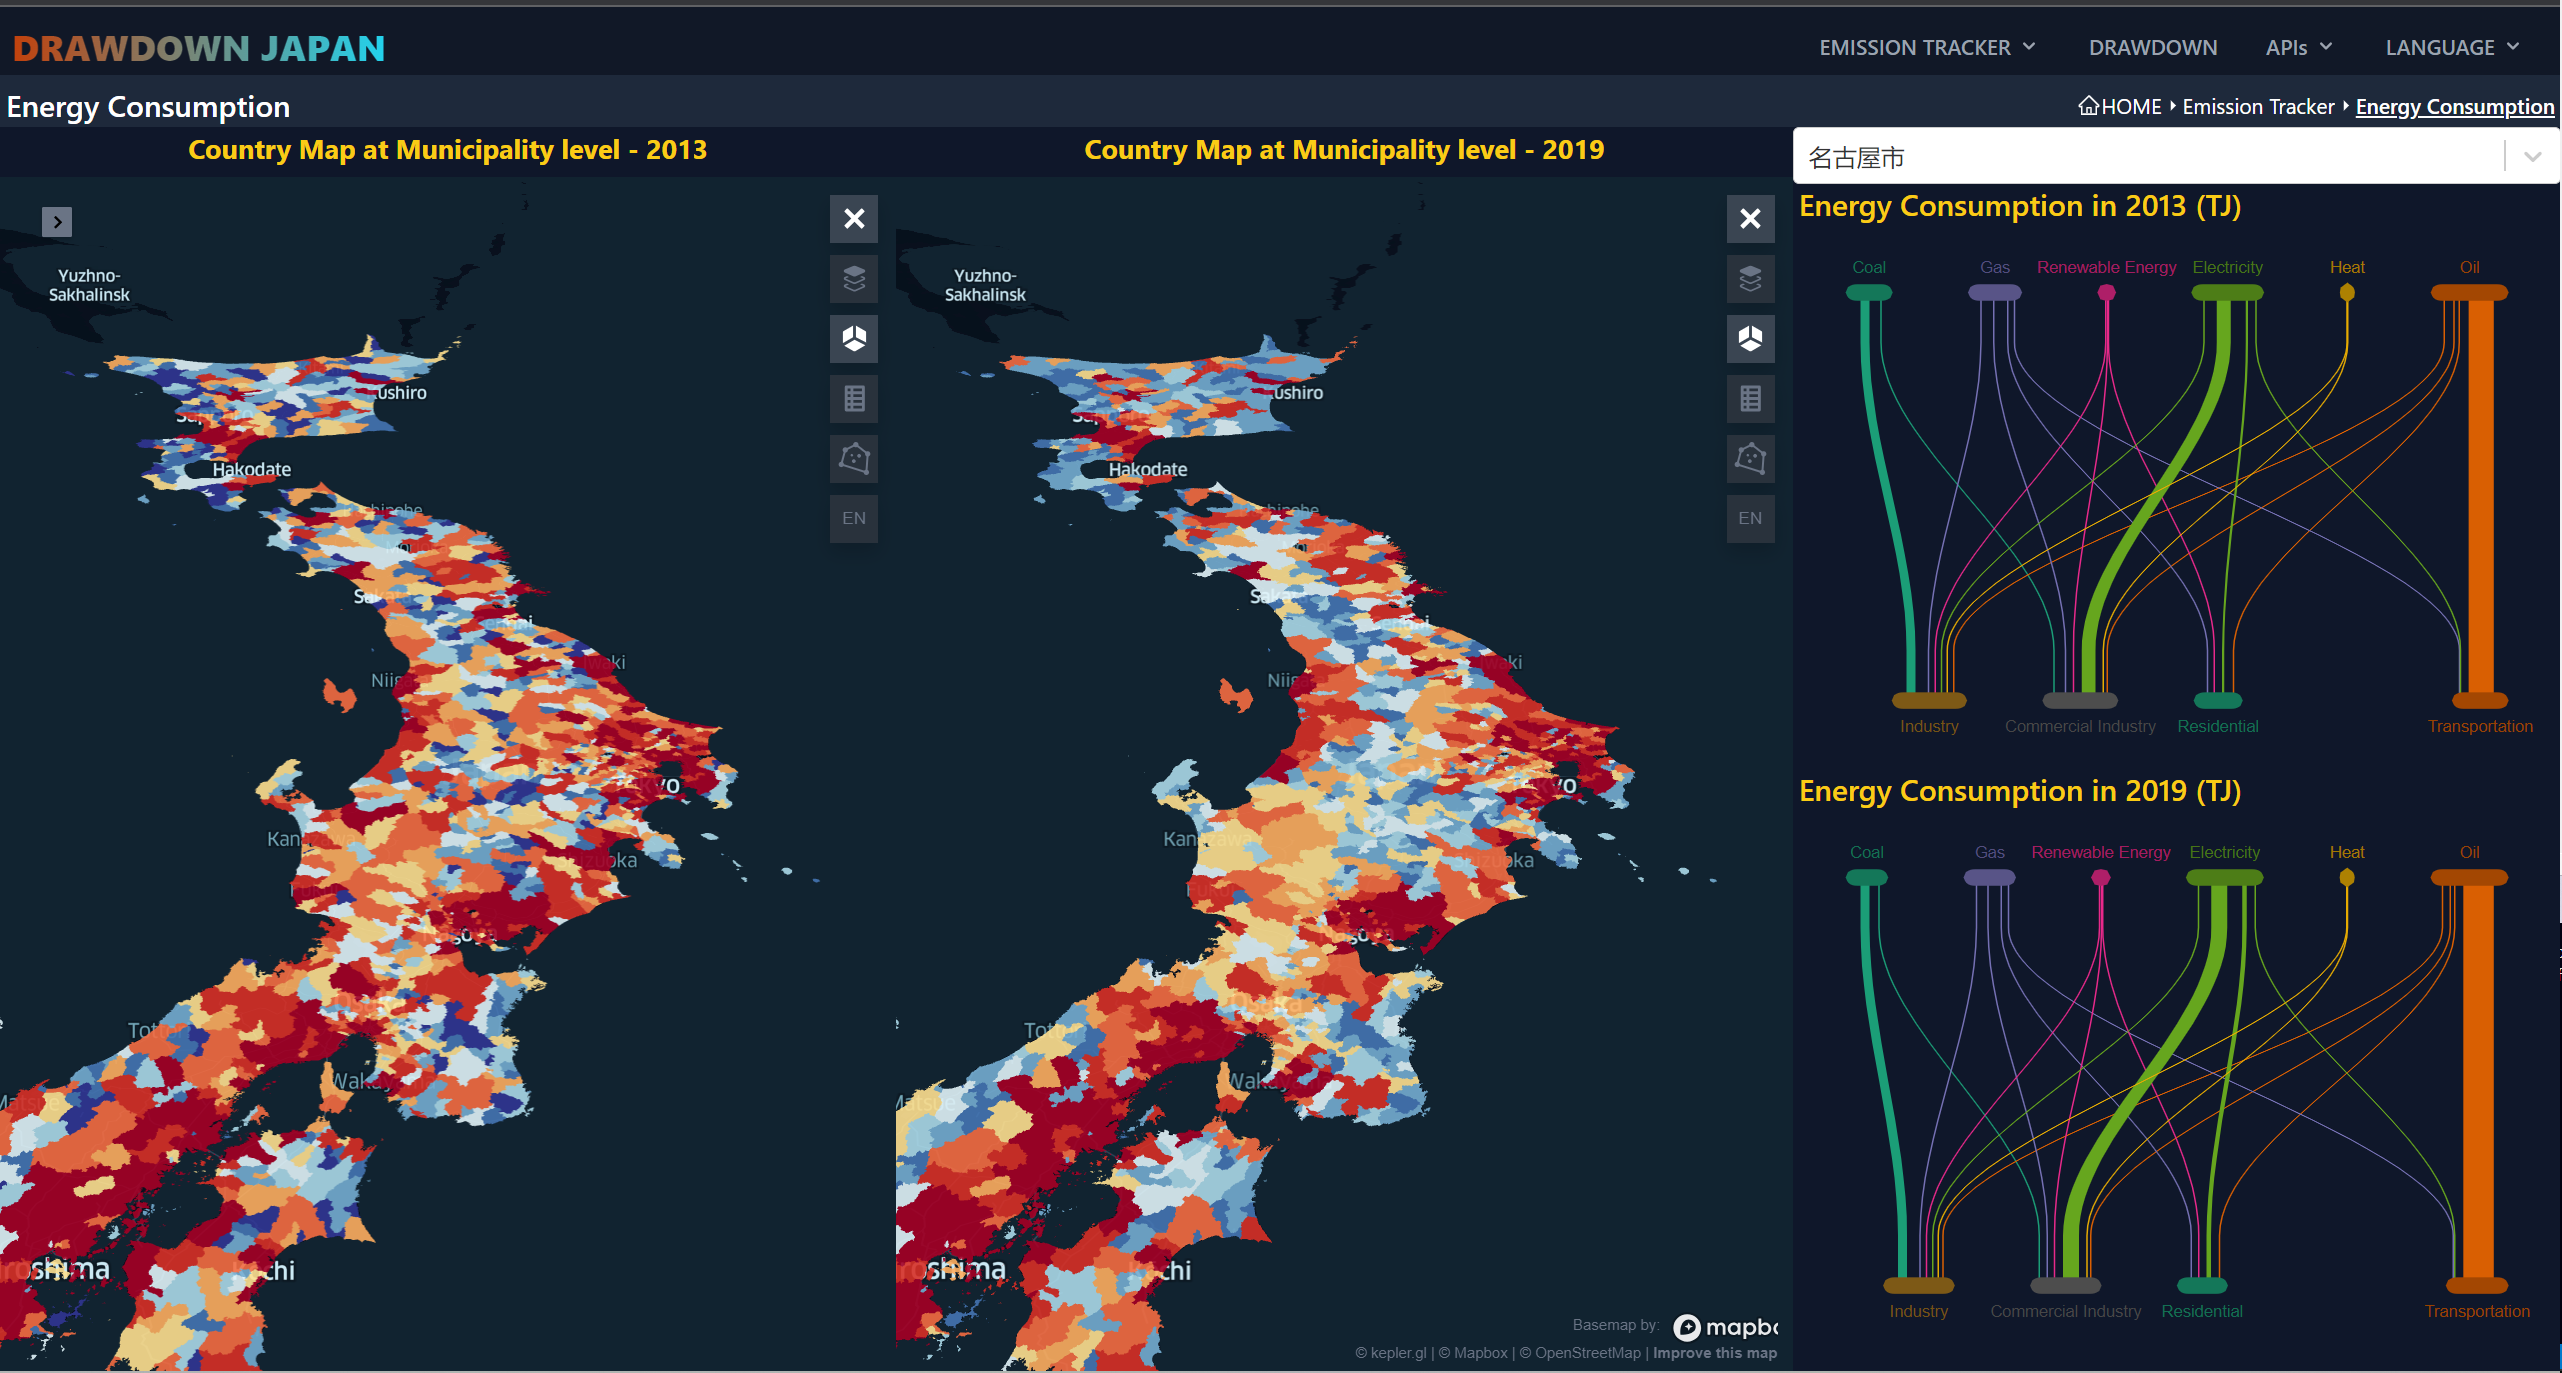 DRAWDOWN JAPAN
EMISSION TRACKER
DRAWDOWN
APIs
LANGUAGE
Energy Consumption
HOME
Emission Tracker
Energy Consumption
Country Map at Municipality level - 2013
Yuzhno-
Sakhalinsk
Hakodate
EN
Country Map at Municipality level - 2019
Yuzhno-
Sakhalinsk
Hakodate
EN
Basemap by:
© kepler.gl | © Mapbox | © OpenStreetMap | Improve this map
名古屋市
Energy Consumption in 2013 (TJ)
Coal
Gas
Renewable Energy
Electricity
Heat
Oil
Industry
Commercial Industry
Residential
Transportation
Energy Consumption in 2019 (TJ)
Coal
Gas
Renewable Energy
Electricity
Heat
Oil
Industry
Commercial Industry
Residential
Transportation